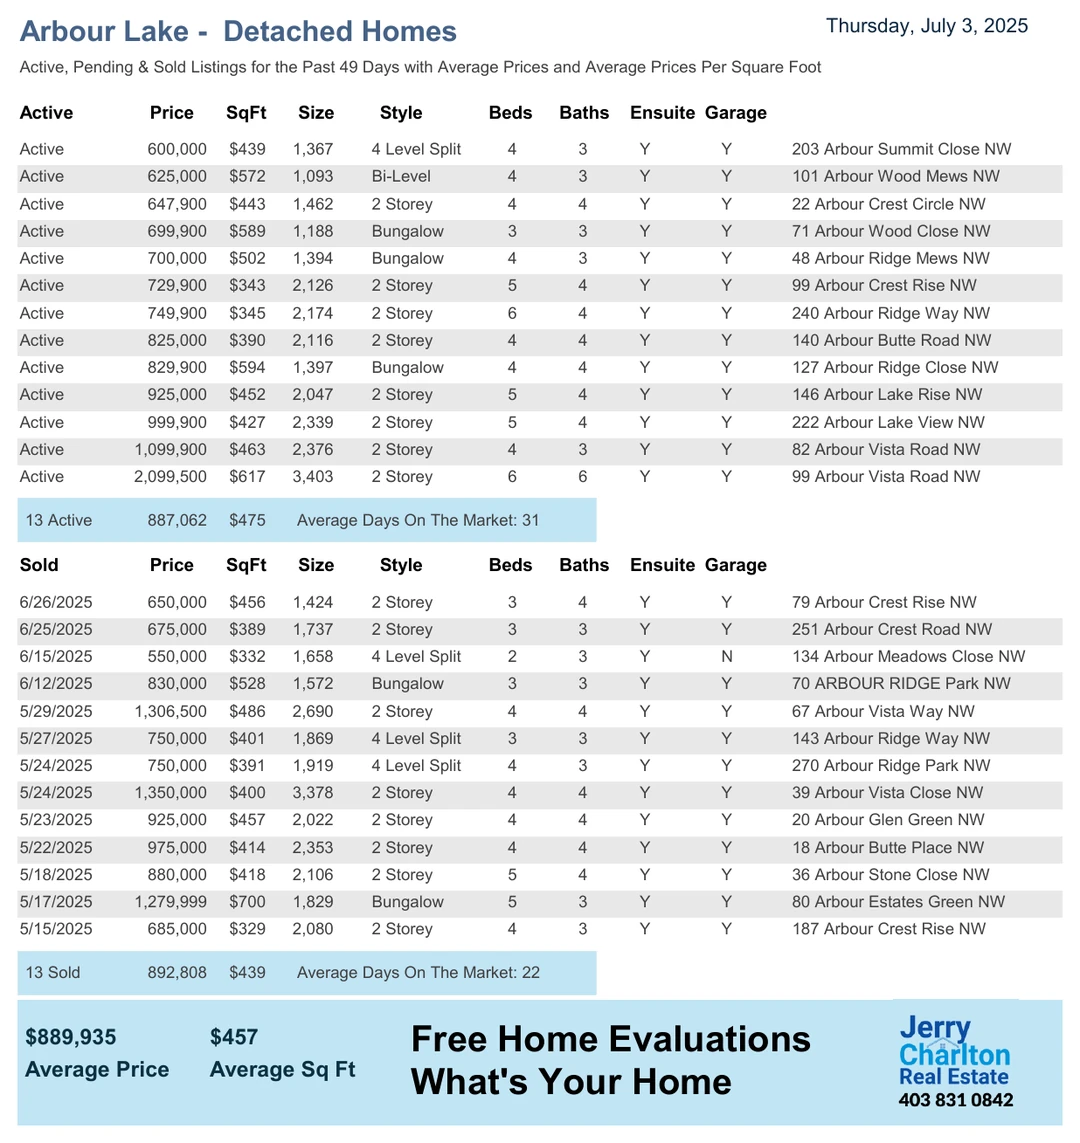 Arbour Lake -  Detached Homes
Thursday, July 3, 2025
Active, Pending & Sold Listings for the Past 49 Days with Average Prices and Average Prices Per Square Foot
Active Price SqFt Size Style Beds Baths Ensuite Garage
Active 600,000 $439 1,367 4 Level Split 4 3 Y Y 203 Arbour Summit Close NW
Active 625,000 $572 1,093 Bi-Level 4 3 Y Y 101 Arbour Wood Mews NW
Active 647,900 $443 1,462 2 Storey 4 4 Y Y 22 Arbour Crest Circle NW
Active 699,900 $589 1,188 Bungalow 3 3 Y Y 71 Arbour Wood Close NW
Active 700,000 $502 1,394 Bungalow 4 3 Y Y 48 Arbour Ridge Mews NW
Active 729,900 $343 2,126 2 Storey 5 4 Y Y 99 Arbour Crest Rise NW
Active 749,900 $345 2,174 2 Storey 6 4 Y Y 240 Arbour Ridge Way NW
Active 825,000 $390 2,116 2 Storey 4 4 Y Y 140 Arbour Butte Road NW
Active 829,900 $594 1,397 Bungalow 4 4 Y Y 127 Arbour Ridge Close NW
Active 925,000 $452 2,047 2 Storey 5 4 Y Y 146 Arbour Lake Rise NW
Active 999,900 $427 2,339 2 Storey 5 4 Y Y 222 Arbour Lake View NW
Active 1,099,900 $463 2,376 2 Storey 4 3 Y Y 82 Arbour Vista Road NW
Active 2,099,500 $617 3,403 2 Storey 6 6 Y Y 99 Arbour Vista Road NW
13 Active 887,062 $475 Average Days On The Market: 31
Sold Price SqFt Size Style Beds Baths Ensuite Garage
6/26/2025 650,000 $456 1,424 2 Storey 3 4 Y Y 79 Arbour Crest Rise NW
6/25/2025 675,000 $389 1,737 2 Storey 3 3 Y Y 251 Arbour Crest Road NW
6/15/2025 550,000 $332 1,658 4 Level Split 2 3 Y N 134 Arbour Meadows Close NW
6/12/2025 830,000 $528 1,572 Bungalow 3 3 Y Y 70 ARBOUR RIDGE Park NW
5/29/2025 1,306,500 $486 2,690 2 Storey 4 4 Y Y 67 Arbour Vista Way NW
5/27/2025 750,000 $401 1,869 4 Level Split 3 3 Y Y 143 Arbour Ridge Way NW
5/24/2025 750,000 $391 1,919 4 Level Split 4 3 Y Y 270 Arbour Ridge Park NW
5/24/2025 1,350,000 $400 3,378 2 Storey 4 4 Y Y 39 Arbour Vista Close NW
5/23/2025 925,000 $457 2,022 2 Storey 4 4 Y Y 20 Arbour Glen Green NW
5/22/2025 975,000 $414 2,353 2 Storey 4 4 Y Y 18 Arbour Butte Place NW
5/18/2025 880,000 $418 2,106 2 Storey 5 4 Y Y 36 Arbour Stone Close NW
5/17/2025 1,279,999 $700 1,829 Bungalow 5 3 Y Y 80 Arbour Estates Green NW
5/15/2025 685,000 $329 2,080 2 Storey 4 3 Y Y 187 Arbour Crest Rise NW
13 Sold 892,808 $439 Average Days On The Market: 22
$889,935 $457
Average Price Average Sq Ft
Free Home Evaluations
What's Your Home
Jerry
Charlton
Real Estate
403 831 0842